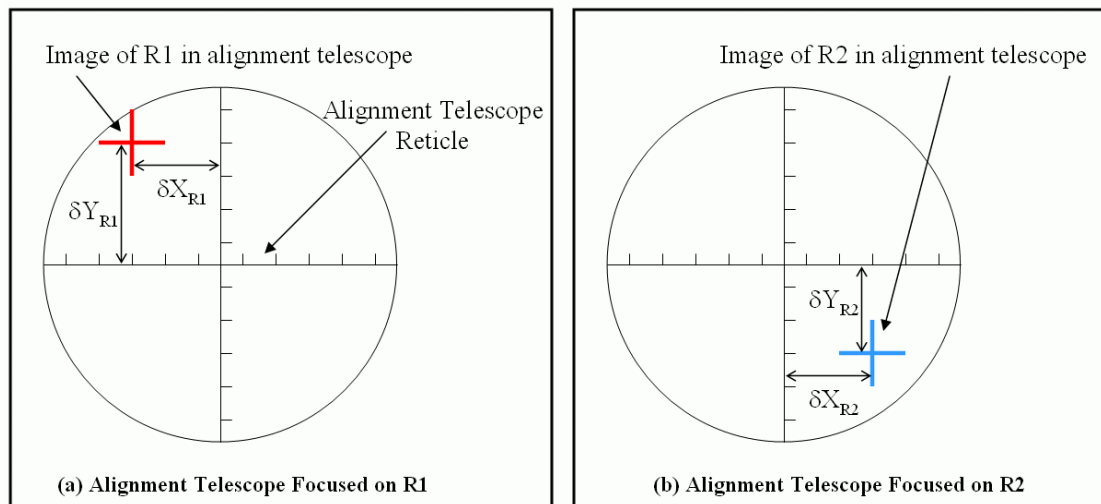 Image of R1 in alignment telescope
Alignment Telescope
Reticle
δX_R1
δY_R1
(a) Alignment Telescope Focused on R1
Image of R2 in alignment telescope
δY_R2
δX_R2
(b) Alignment Telescope Focused on R2